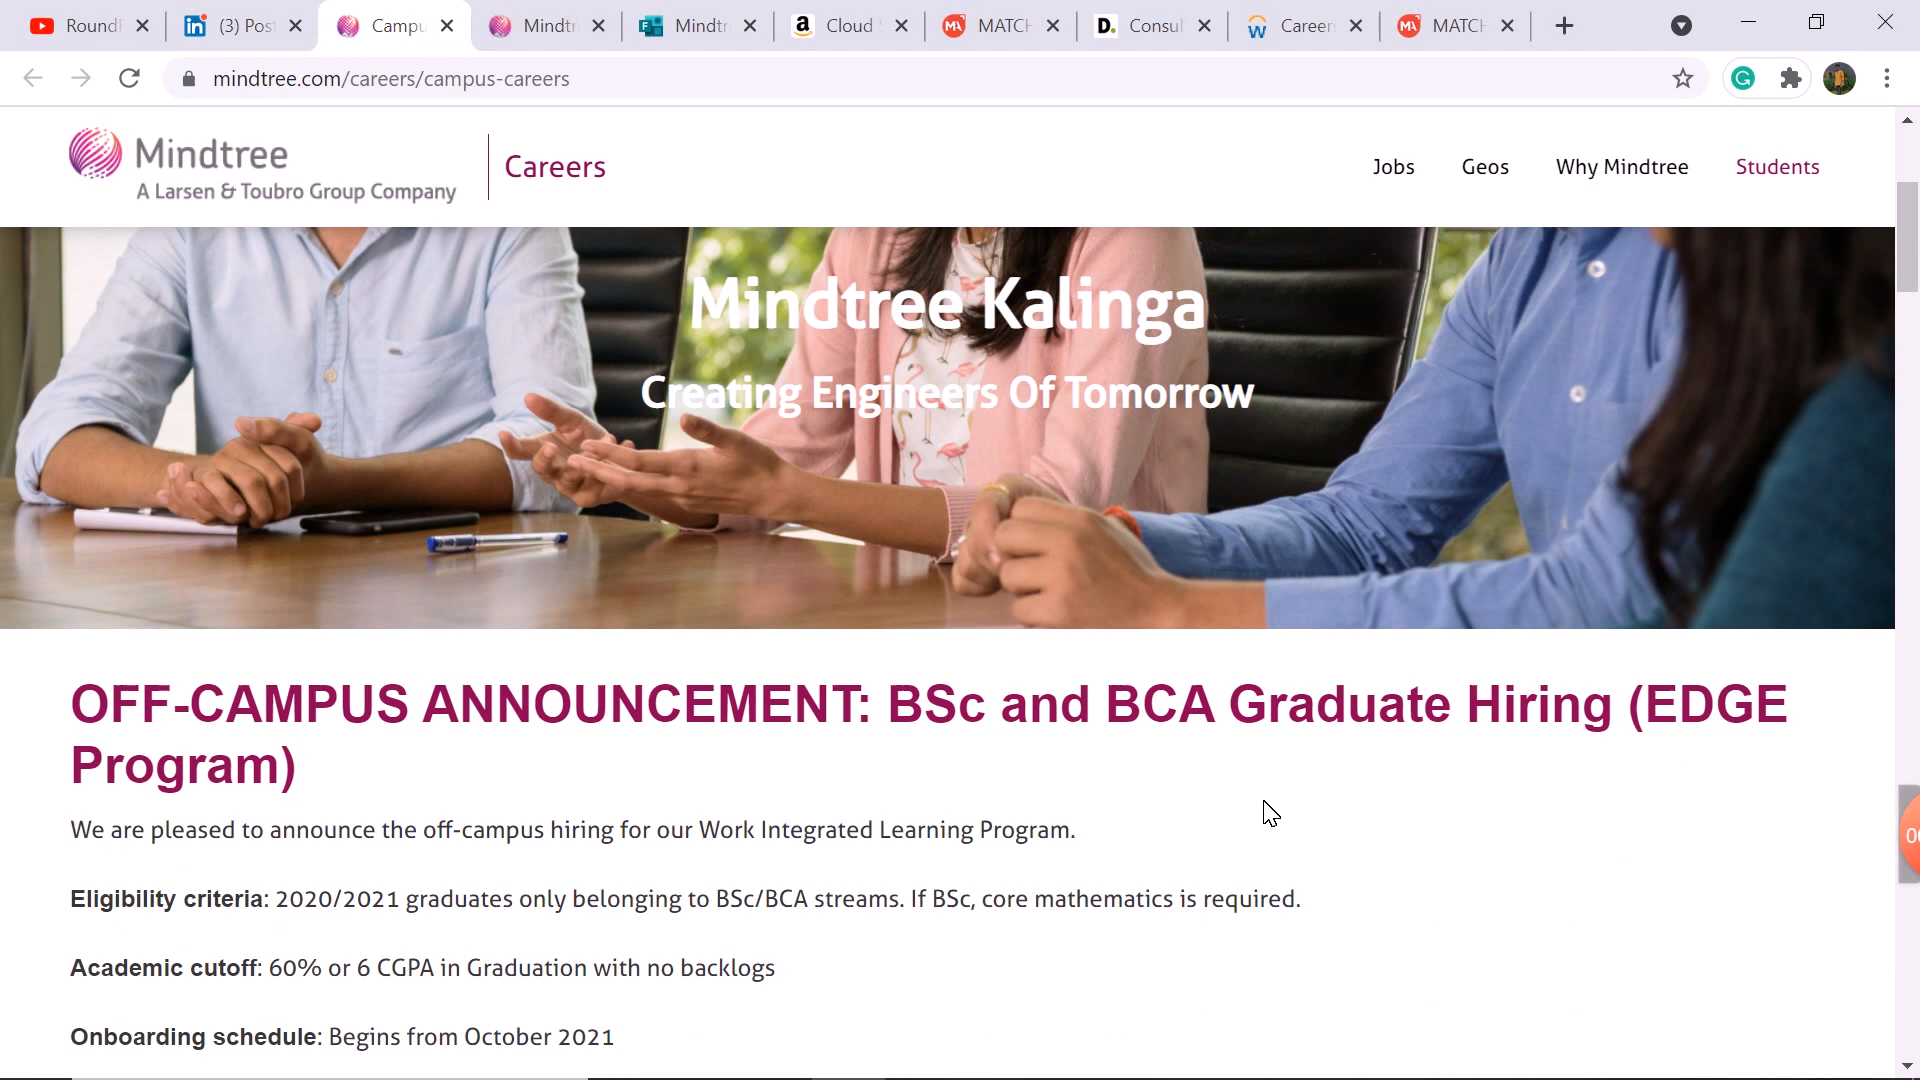 Roundl
(3) Pos
Campu
Mindtr
Mindtr
Cloud S
MATCH
Consul
Careers
MATCH
mindtree.com/careers/campus-careers
Mindtree
A Larsen & Toubro Group Company
Careers
Jobs
Geos
Why Mindtree
Students
Mindtree Kalinga
Creating Engineers Of Tomorrow
OFF-CAMPUS ANNOUNCEMENT: BSc and BCA Graduate Hiring (EDGE
Program)
We are pleased to announce the off-campus hiring for our Work Integrated Learning Program.
Eligibility criteria: 2020/2021 graduates only belonging to BSc/BCA streams. If BSc, core mathematics is required.
Academic cutoff: 60% or 6 CGPA in Graduation with no backlogs
Onboarding schedule: Begins from October 2021